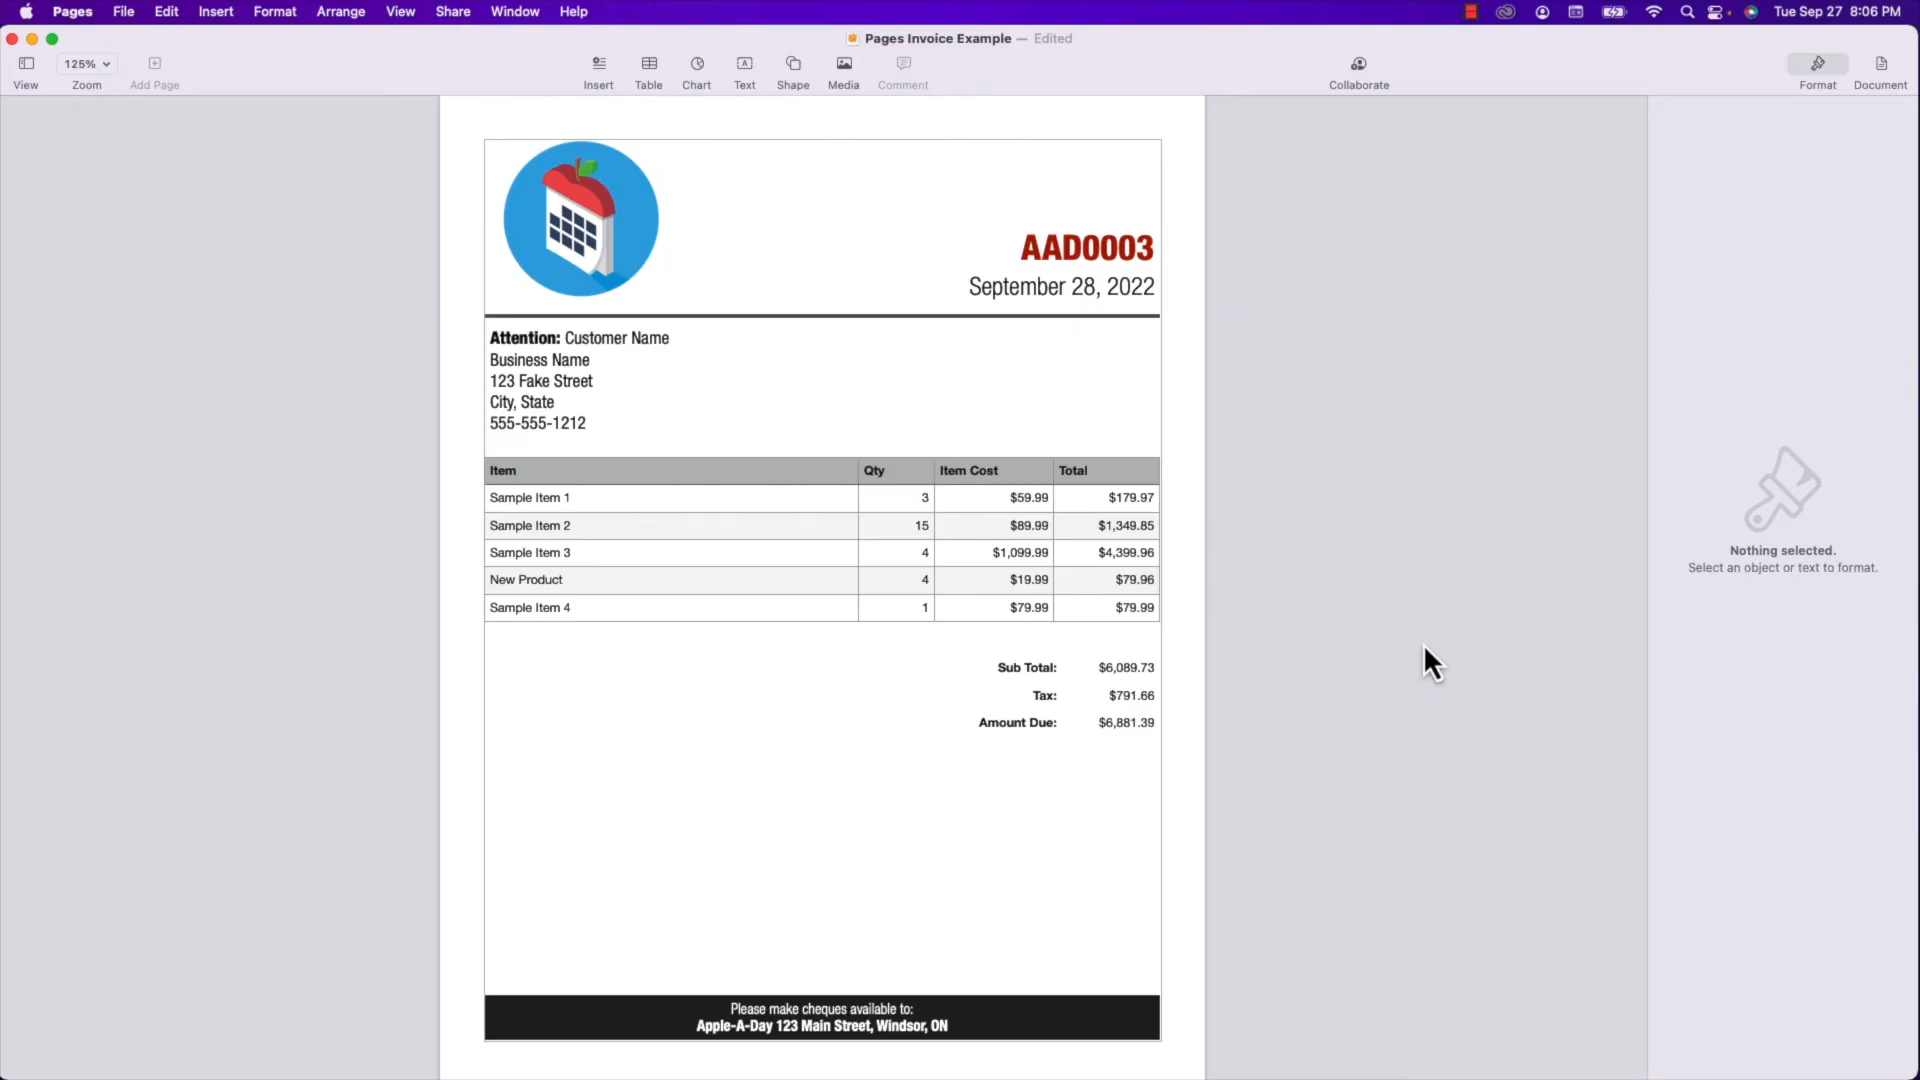 Pages File Edit Insert Format Arrange View Share Window Help Tue Sep 27 8:06 PM
Pages Invoice Example — Edited
125%
View Zoom Add Page Insert Table Chart Text Shape Media Comment Collaborate Format Document
AAD0003
September 28, 2022
Attention: Customer Name
Business Name
123 Fake Street
City, State
555-555-1212
Item Qty Item Cost Total
Sample Item 1 3 $59.99 $179.97
Sample Item 2 15 $89.99 $1,349.85
Sample Item 3 4 $1,099.99 $4,399.96
New Product 4 $19.99 $79.96
Sample Item 4 1 $79.99 $79.99
Sub Total: $6,089.73
Tax: $791.66
Amount Due: $6,881.39
Please make cheques available to:
Apple-A-Day 123 Main Street, Windsor, ON
Nothing selected.
Select an object or text to format.